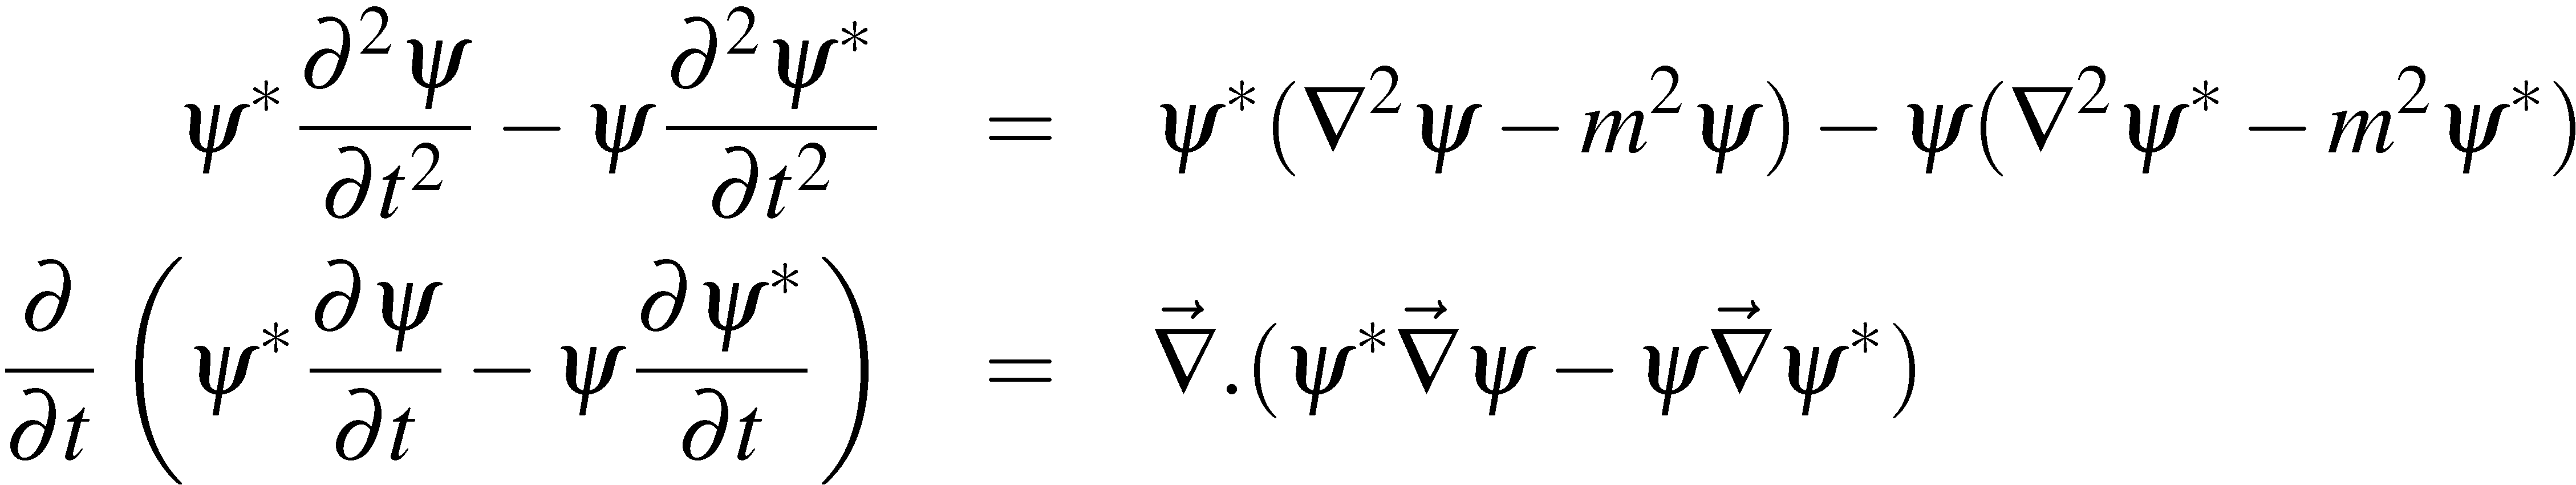 ψ* ∂²ψ/∂t² − ψ ∂²ψ*/∂t² = ψ*(∇²ψ − m²ψ) − ψ(∇²ψ* − m²ψ*)
∂/∂t (ψ* ∂ψ/∂t − ψ ∂ψ*/∂t) = ∇⃗.(ψ*∇⃗ψ − ψ∇⃗ψ*)